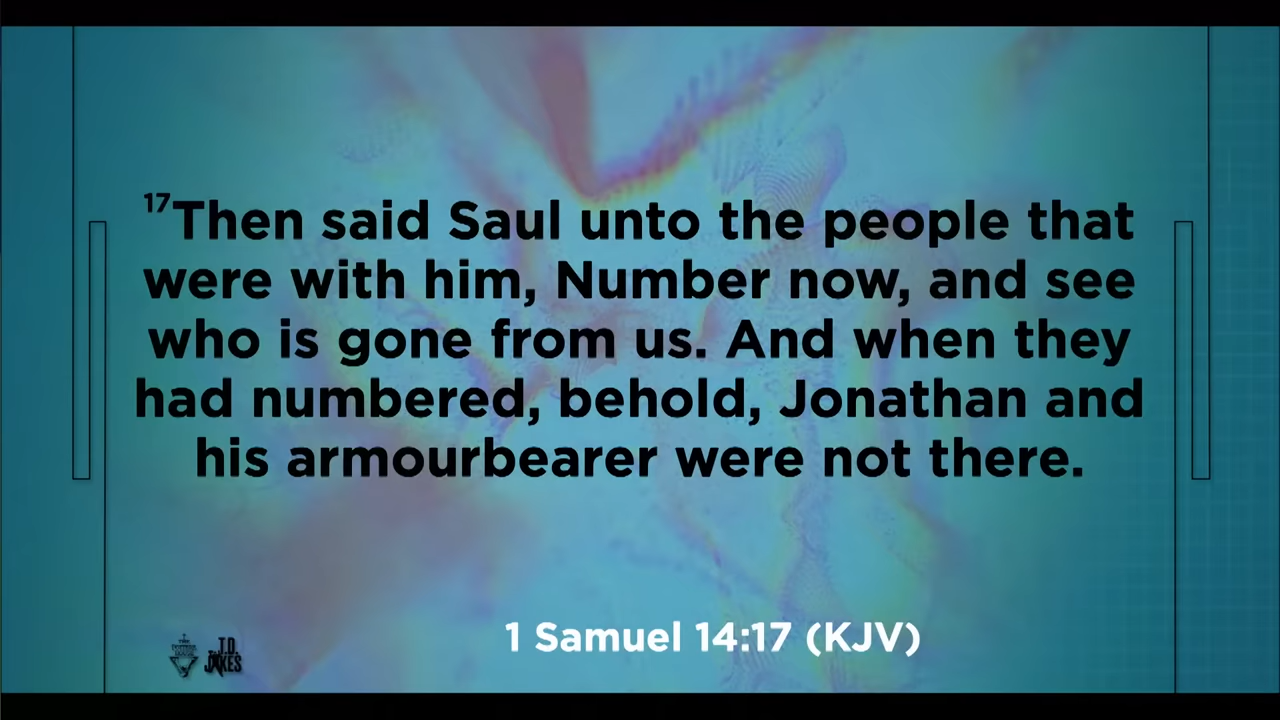 17Then said Saul unto the people that
were with him, Number now, and see
who is gone from us. And when they
had numbered, behold, Jonathan and
his armourbearer were not there.
1 Samuel 14:17 (KJV)
T.D.
JAKES